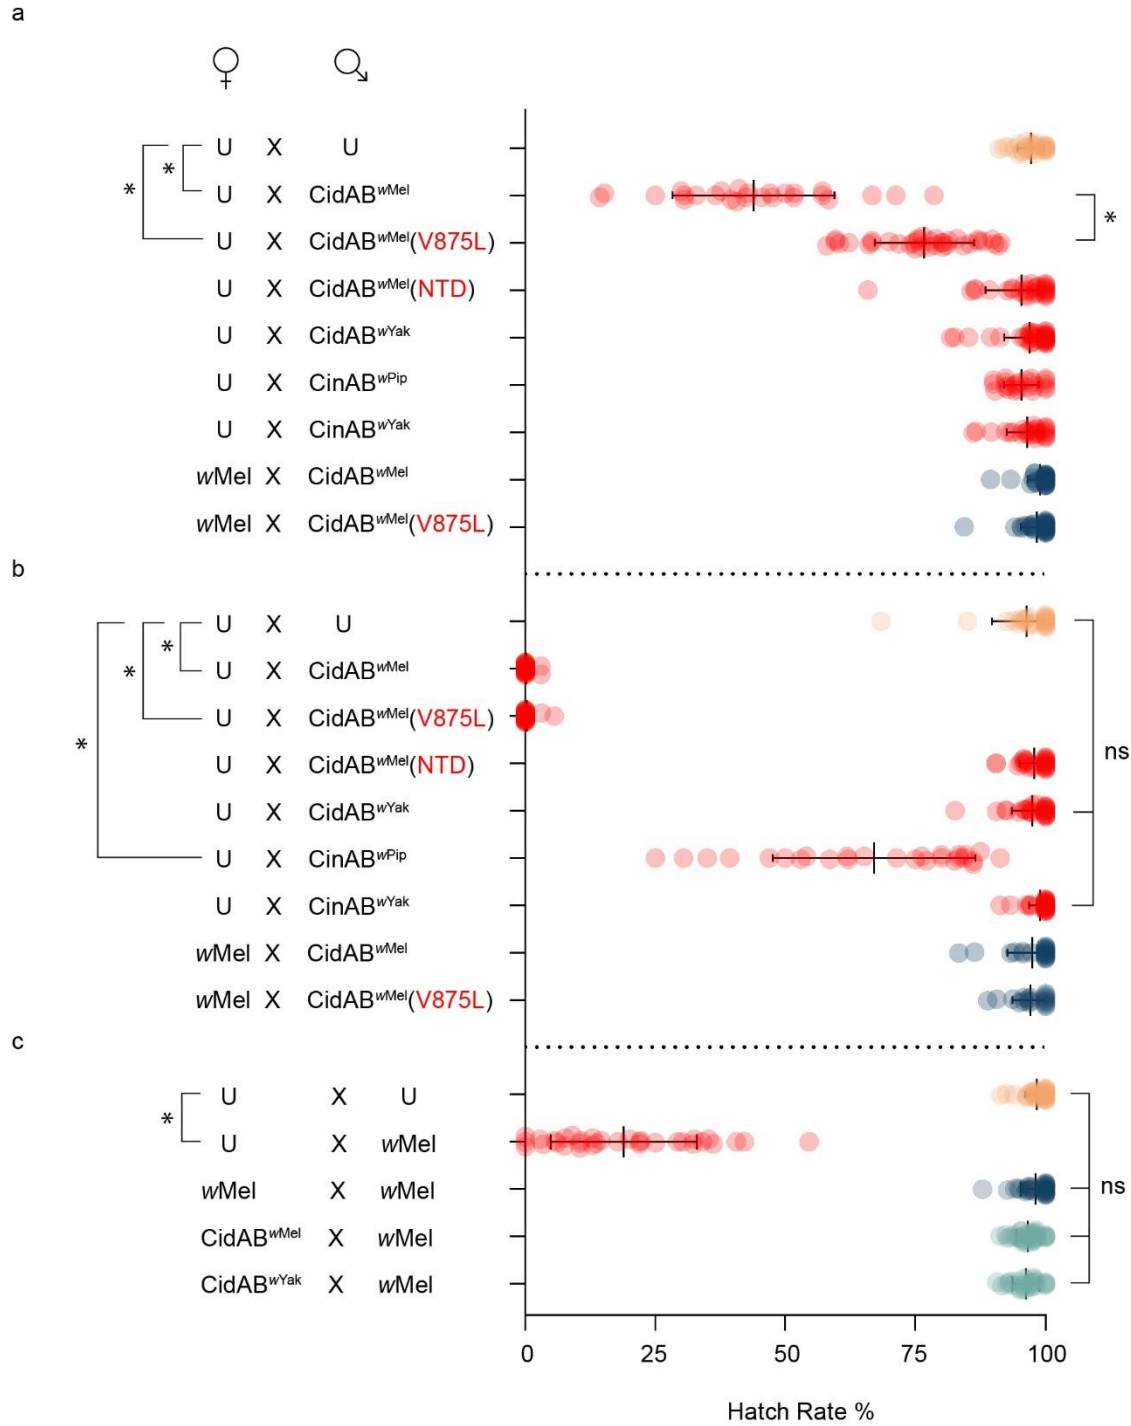 a
♀ ♂
U X U
* * U X CidAB^wMel
U X CidAB^wMel(V875L) *
U X CidAB^wMel(NTD)
U X CidAB^wYak
U X CinAB^wPip
U X CinAB^wYak
wMel X CidAB^wMel
wMel X CidAB^wMel(V875L)
b
U X U
* * U X CidAB^wMel
* U X CidAB^wMel(V875L)
U X CidAB^wMel(NTD) ns
U X CidAB^wYak
U X CinAB^wPip
U X CinAB^wYak
wMel X CidAB^wMel
wMel X CidAB^wMel(V875L)
c
U X U
* U X wMel
wMel X wMel ns
CidAB^wMel X wMel
CidAB^wYak X wMel
0 25 50 75 100
Hatch Rate %